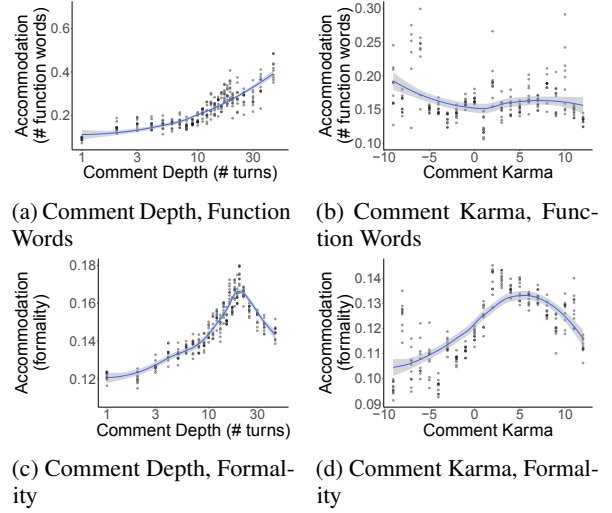 Accommodation
(# function words)
0.6
0.4
0.2
1
3
10
30
Comment Depth (# turns)
Accommodation
(# function words)
0.30
0.25
0.20
0.15
0.10
−10
−5
0
5
10
Comment Karma
(a) Comment Depth, Function
Words
(b) Comment Karma, Func-
tion Words
Accommodation
(formality)
0.18
0.16
0.14
0.12
1
3
10
30
Comment Depth (# turns)
Accommodation
(formality)
0.14
0.13
0.12
0.11
0.10
0.09
−10
−5
0
5
10
Comment Karma
(c) Comment Depth, Formal-
ity
(d) Comment Karma, Formal-
ity